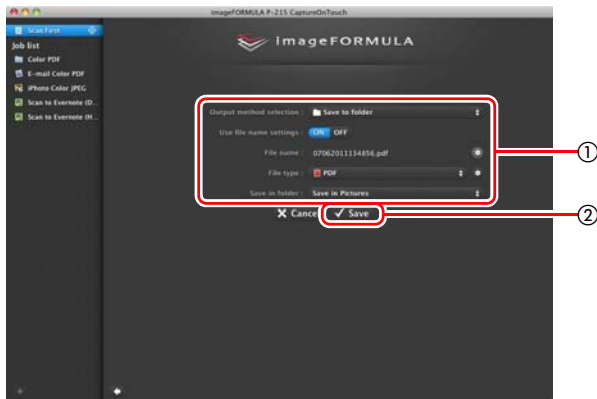 imageFORMULA P-215 CaptureOnTouch
Scan First
Job list
Color PDF
E-mail Color PDF
iPhoto Color JPEG
Scan to Evernote (D...
Scan to Evernote (H...
imageFORMULA
Output method selection : Save to folder
Use file name settings : ON OFF
File name : 07062011134856.pdf
File type : PDF
Save in folder : Save in Pictures
Cancel Save
①
②